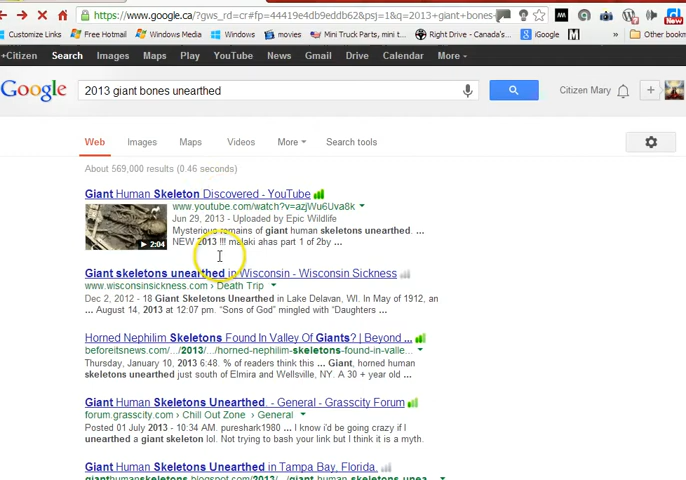 https://www.google.ca/?gws_rd=cr#fp=44419e4db9eddb62&psj=1&q=2013+giant+bones-
Customize Links Free Hotmail Windows Marketplace Windows movies Mini Truck Parts, mini t... Right Drive - Canada's... iGoogle Other bookm
+Citizen Search Images Maps Play YouTube News Gmail Drive Calendar More
Google 2013 giant bones unearthed Citizen Mary
Web Images Maps Videos More Search tools
About 569,000 results (0.46 seconds)
Giant Human Skeleton Discovered - YouTube
www.youtube.com/watch?v=azjWu6Uva8k
Jun 29, 2013 - Uploaded by Epic Wildlife
Mysterious remains of giant human skeletons unearthed. ...
NEW 2013 !!! malaki ahas part 1 of 2by ...
2:04
Giant skeletons unearthed in Wisconsin - Wisconsin Sickness
www.wisconsinsickness.com › Death Trip
Dec 2, 2012 - 18 Giant Skeletons Unearthed in Lake Delavan, WI. In May of 1912, an
... August 14, 2013 at 12:07 pm. “Sons of God” mingled with “Daughters ...
Horned Nephilim Skeletons Found In Valley Of Giants? | Beyond ...
beforeitsnews.com/.../2013/.../horned-nephilim-skeletons-found-in-valle...
Thursday, January 10, 2013 6:48. % of readers think this ... Giant, horned human
skeletons unearthed just south of Elmira and Wellsville, NY. A 30 + year old ...
Giant Human Skeletons Unearthed. - General - Grasscity Forum
forum.grasscity.com › Chill Out Zone › General
Posted 01 July 2013 - 10:34 AM. pureshark1980 ... I know i'd be going crazy if I
unearthed a giant skeleton lol. Not trying to bash your link but I think it is a myth.
Giant Human Skeletons Unearthed in Tampa Bay, Florida.
gianthumanskeletons.blogspot.com/2013/.../giant-human-skeletons-unea...